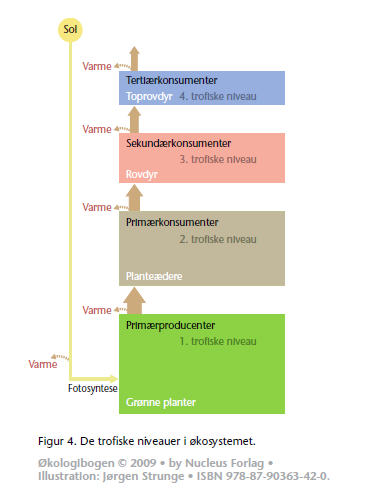 Sol
Varme
Tertiærkonsumenter
Toprovdyr 4. trofiske niveau
Varme
Sekundærkonsumenter
3. trofiske niveau
Rovdyr
Varme
Primærkonsumenter
2. trofiske niveau
Planteædere
Varme
Primærproducenter
1. trofiske niveau
Varme
Fotosyntese
Grønne planter
Figur 4. De trofiske niveauer i økosystemet.
Økologibogen © 2009 • by Nucleus Forlag •
Illustration: Jørgen Strunge • ISBN 978-87-90363-42-0.